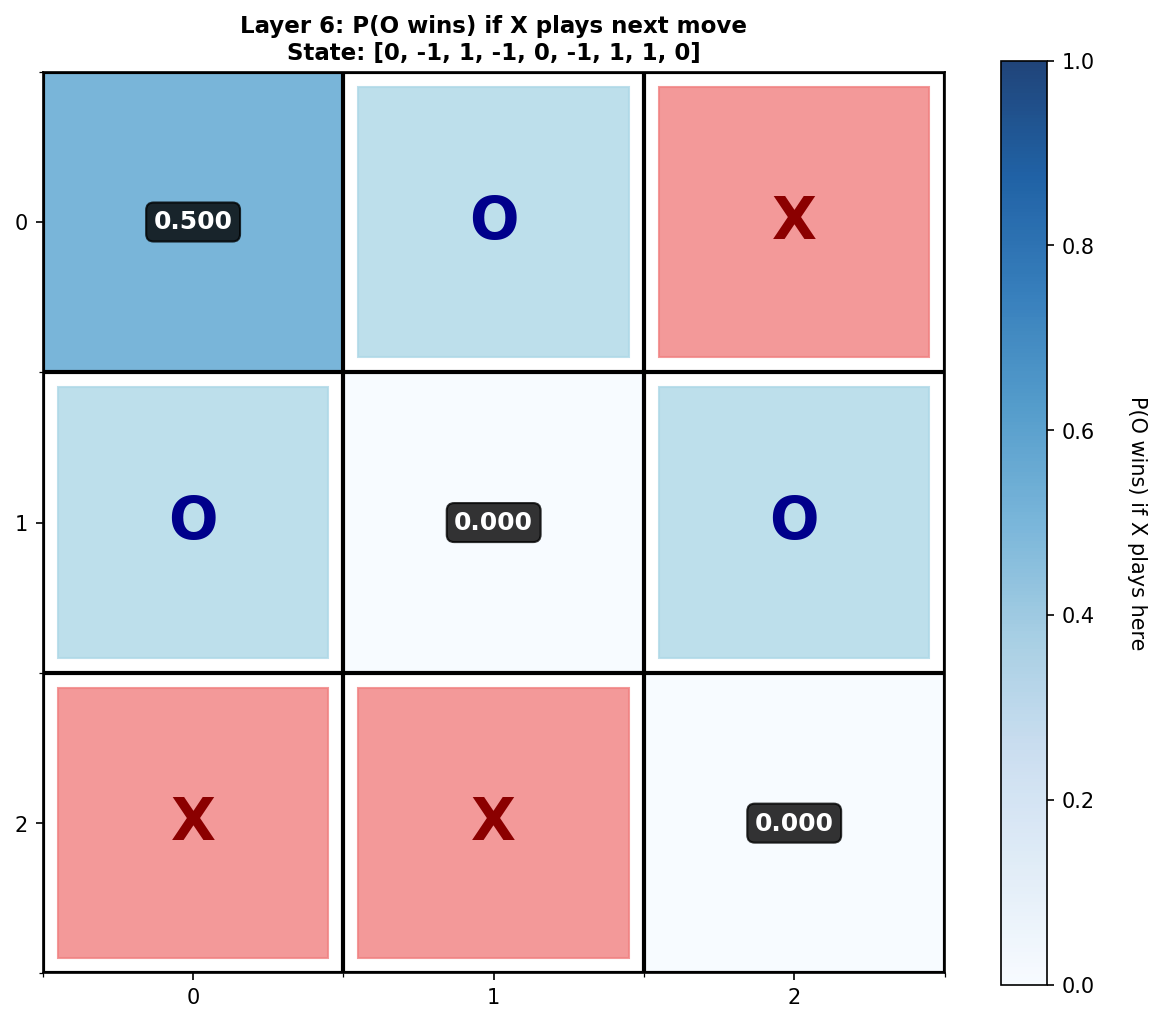 Layer 6: P(O wins) if X plays next move
State: [0, -1, 1, -1, 0, -1, 1, 1, 0]
0
0.500
O
X
1
O
0.000
O
2
X
X
0.000
0
1
2
1.0
0.8
0.6
0.4
0.2
0.0
P(O wins) if X plays here